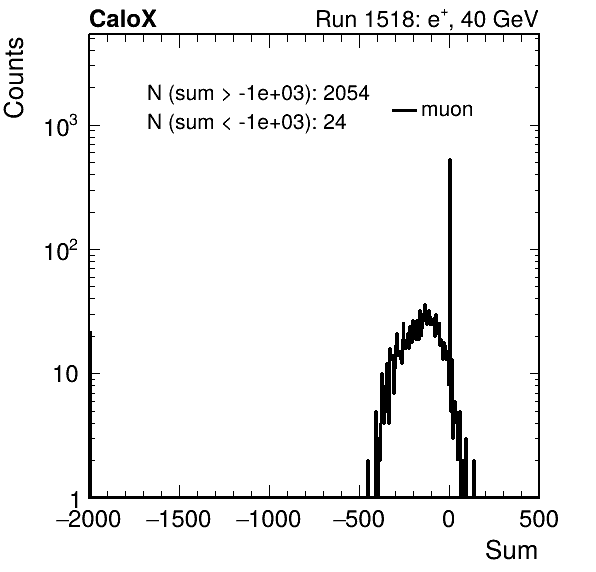 CaloX Run 1518: e⁺, 40 GeV
Counts
N (sum > -1e+03): 2054
N (sum < -1e+03): 24
muon
10³
10²
10
1
−2000 −1500 −1000 −500 0 500
Sum